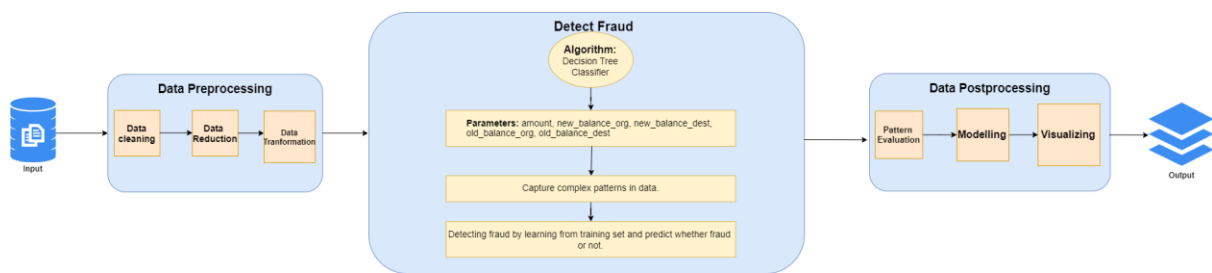 Input
Data Preprocessing
Data
cleaning
Data
Reduction
Data
Tranformation
Detect Fraud
Algorithm:
Decision Tree
Classifier
Parameters: amount, new_balance_org, new_balance_dest,
old_balance_org, old_balance_dest
Capture complex patterns in data.
Detecting fraud by learning from training set and predict whether fraud
or not.
Data Postprocessing
Pattern
Evaluation
Modelling
Visualizing
Output